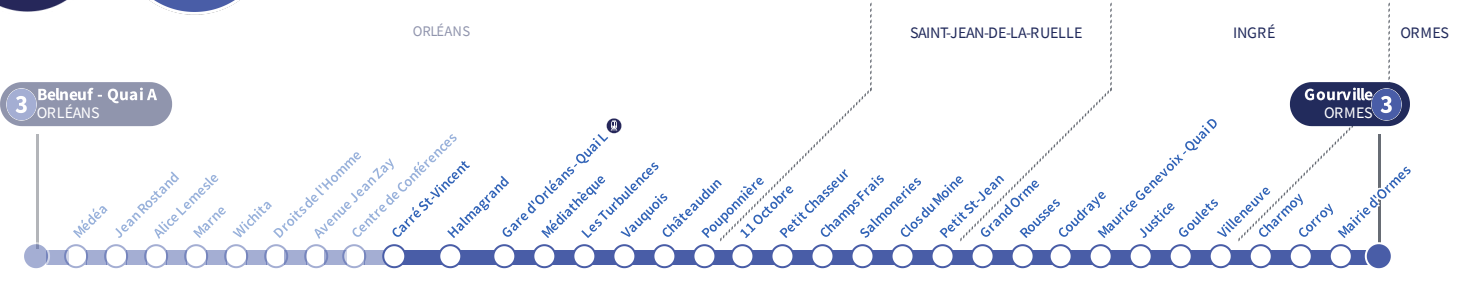 ORLÉANS
SAINT-JEAN-DE-LA-RUELLE
INGRÉ
ORMES
3
Belneuf - Quai A
ORLÉANS
Gourville
ORMES
3
Médéa
Jean Rostand
Alice Lemesle
Marne
Wichita
Droits de l'Homme
Avenue Jean Zay
Centre de Conférences
Carré St-Vincent
Halmagrand
Gare d'Orléans - Quai L
Médiathèque
Les Turbulences
Vauquois
Châteaudun
Pouponnière
11 Octobre
Petit Chasseur
Champs Frais
Salmoneries
Clos du Moine
Petit St-Jean
Grand Orme
Rousses
Coudraye
Maurice Genevoix - Quai D
Justice
Goulets
Villeneuve
Charmoy
Corroy
Mairie d'Ormes